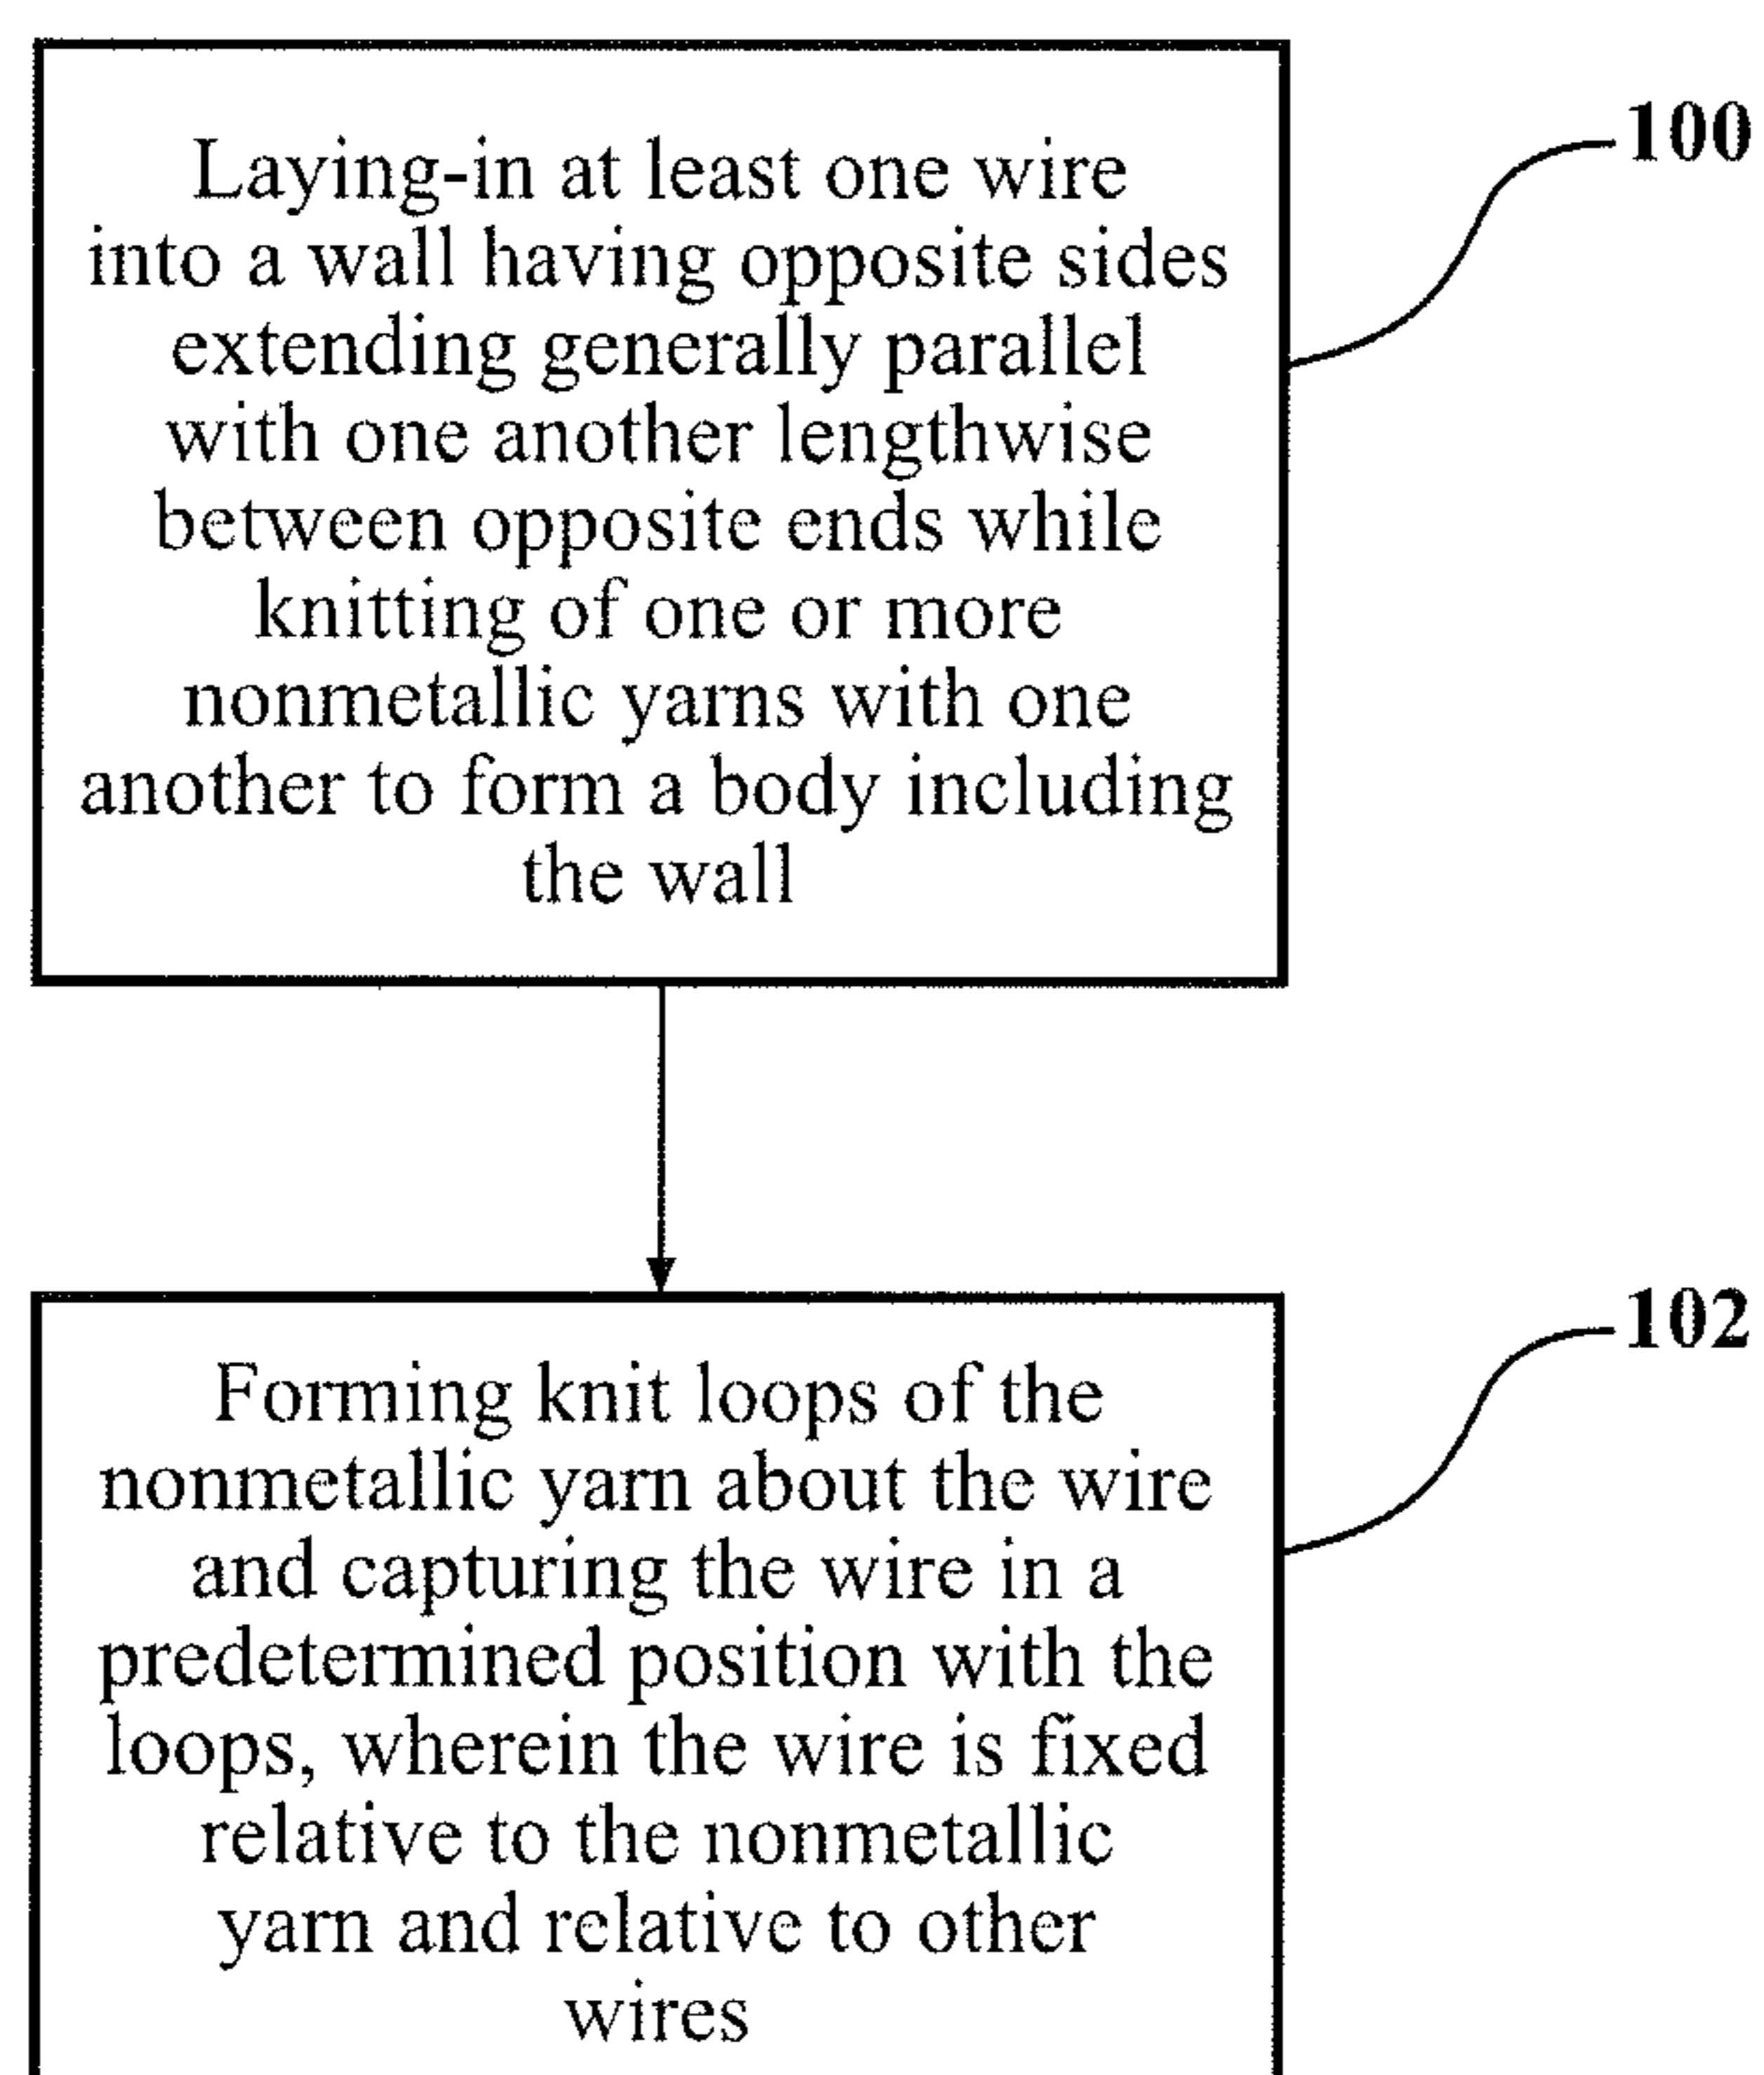 Laying-in at least one wire
into a wall having opposite sides
extending generally parallel
with one another lengthwise
between opposite ends while
knitting of one or more
nonmetallic yarns with one
another to form a body including
the wall
100
Forming knit loops of the
nonmetallic yarn about the wire
and capturing the wire in a
predetermined position with the
loops, wherein the wire is fixed
relative to the nonmetallic
yarn and relative to other
wires
102